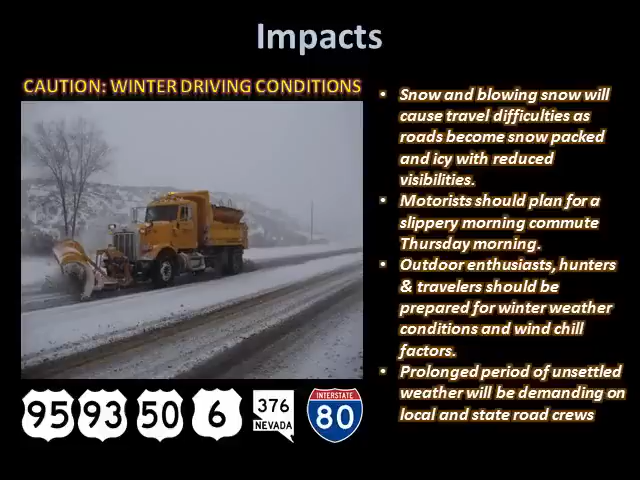 Impacts
CAUTION: WINTER DRIVING CONDITIONS
• Snow and blowing snow will
cause travel difficulties as
roads become snow packed
and icy with reduced
visibilities.
• Motorists should plan for a
slippery morning commute
Thursday morning.
• Outdoor enthusiasts, hunters
& travelers should be
prepared for winter weather
conditions and wind chill
factors.
• Prolonged period of unsettled
weather will be demanding on
local and state road crews
95 93 50 6 376 NEVADA INTERSTATE 80